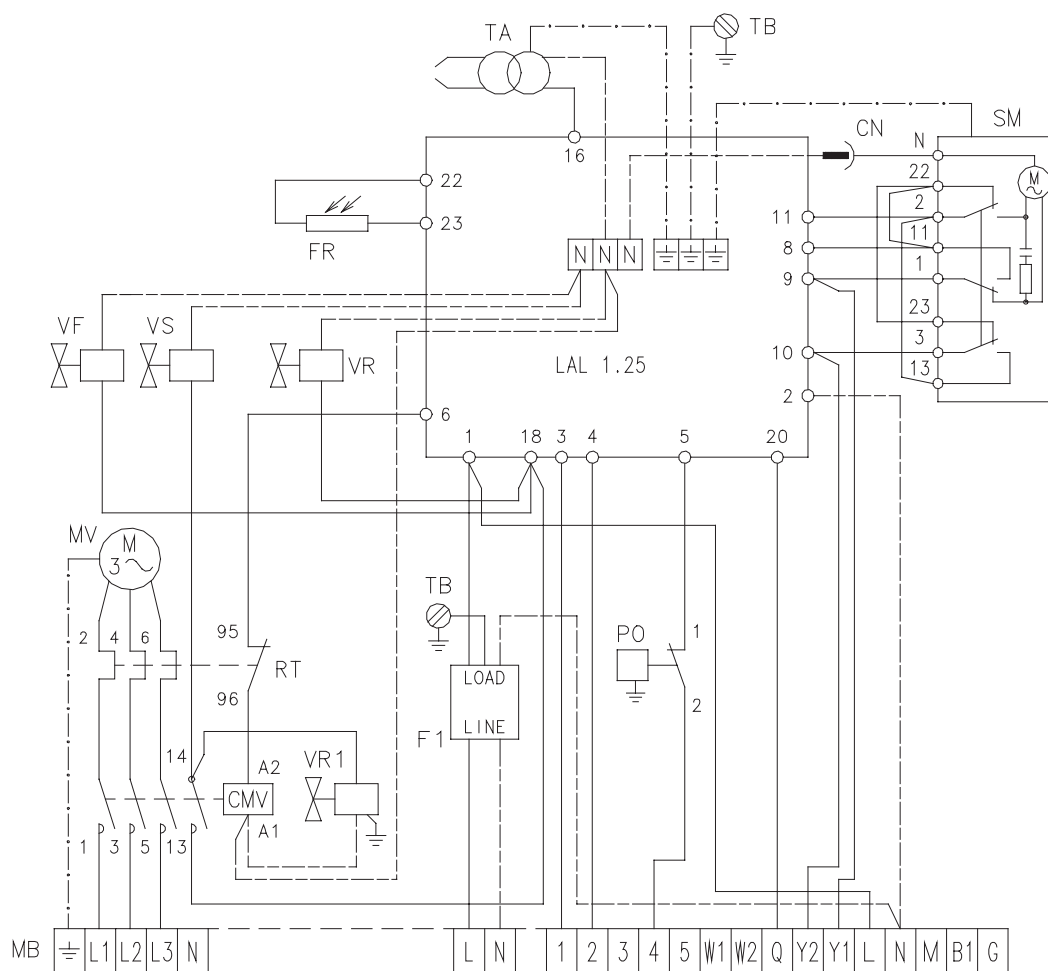 TA
TB
CN
SM
16
N
M
22
22
2
23
11
11
FR
8
N N N
1
9
VF
VS
23
VR
LAL 1.25
10
3
2
13
6
1
18
3
4
5
20
MV
M
3
TB
2
4
6
95
PO
1
RT
LOAD
96
2
LINE
F1
14
A2
VR1
CMV
A1
1
3
5
13
MB
L1
L2
L3
N
L
N
1
2
3
4
5
W1
W2
Q
Y2
Y1
L
N
M
B1
G